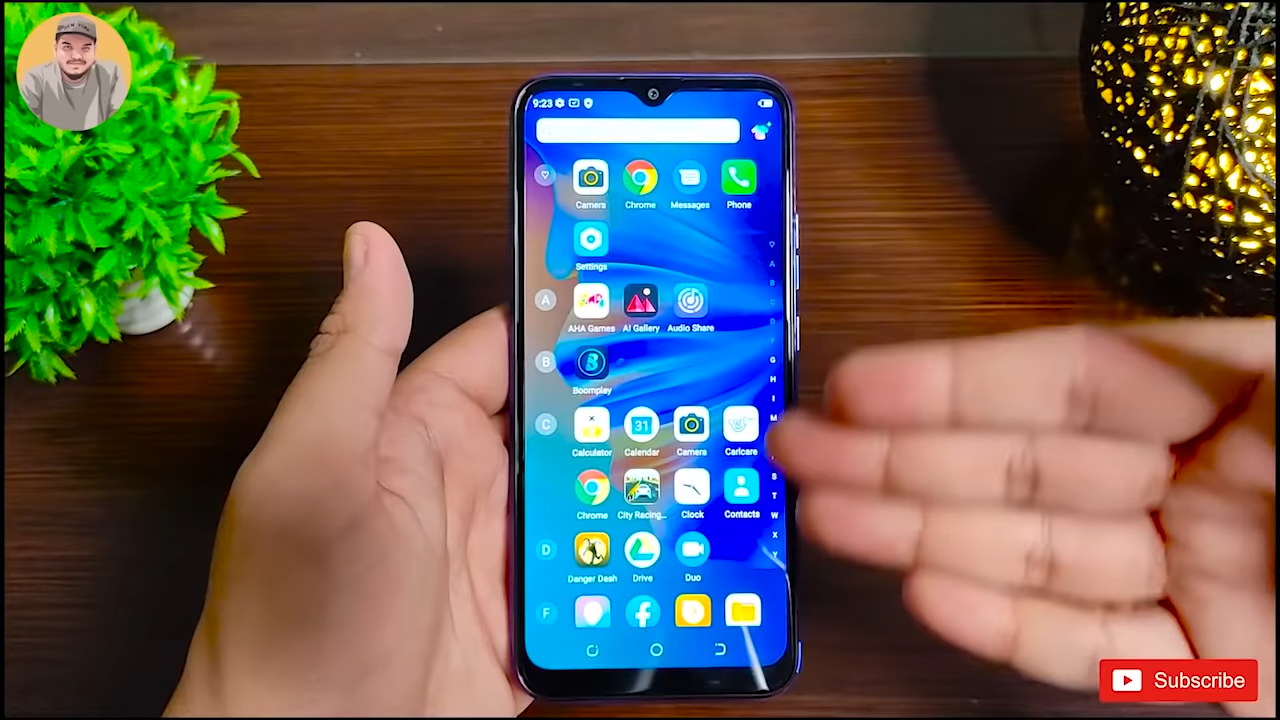 9:23
Camera Chrome Messages Phone
Settings
A
AHA Games AI Gallery Audio Share
B
Boomplay
C
31
Calculator Calendar Camera Carlcare
Chrome City Racing... Clock Contacts
D
Danger Dash Drive Duo
F
A
B
C
D
F
G
H
I
M
S
T
W
X
Y
Subscribe